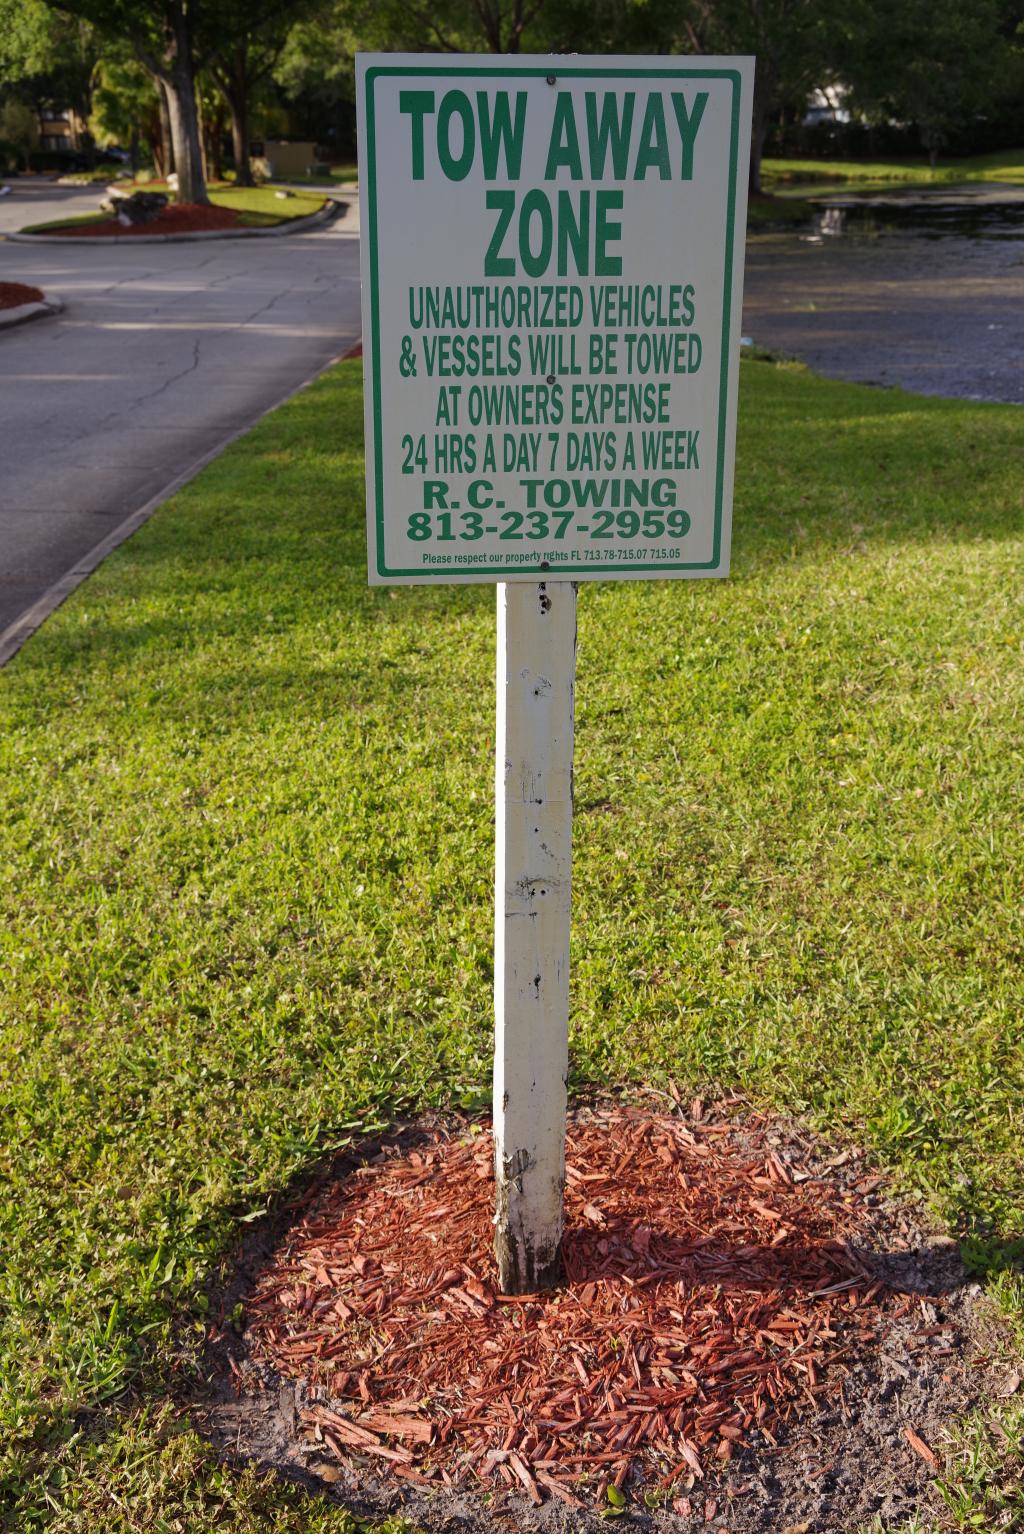 TOW AWAY
ZONE
UNAUTHORIZED VEHICLES
& VESSELS WILL BE TOWED
AT OWNERS EXPENSE
24 HRS A DAY 7 DAYS A WEEK
R.C. TOWING
813-237-2959
Please respect our property rights FL 713.78-715.07 715.05